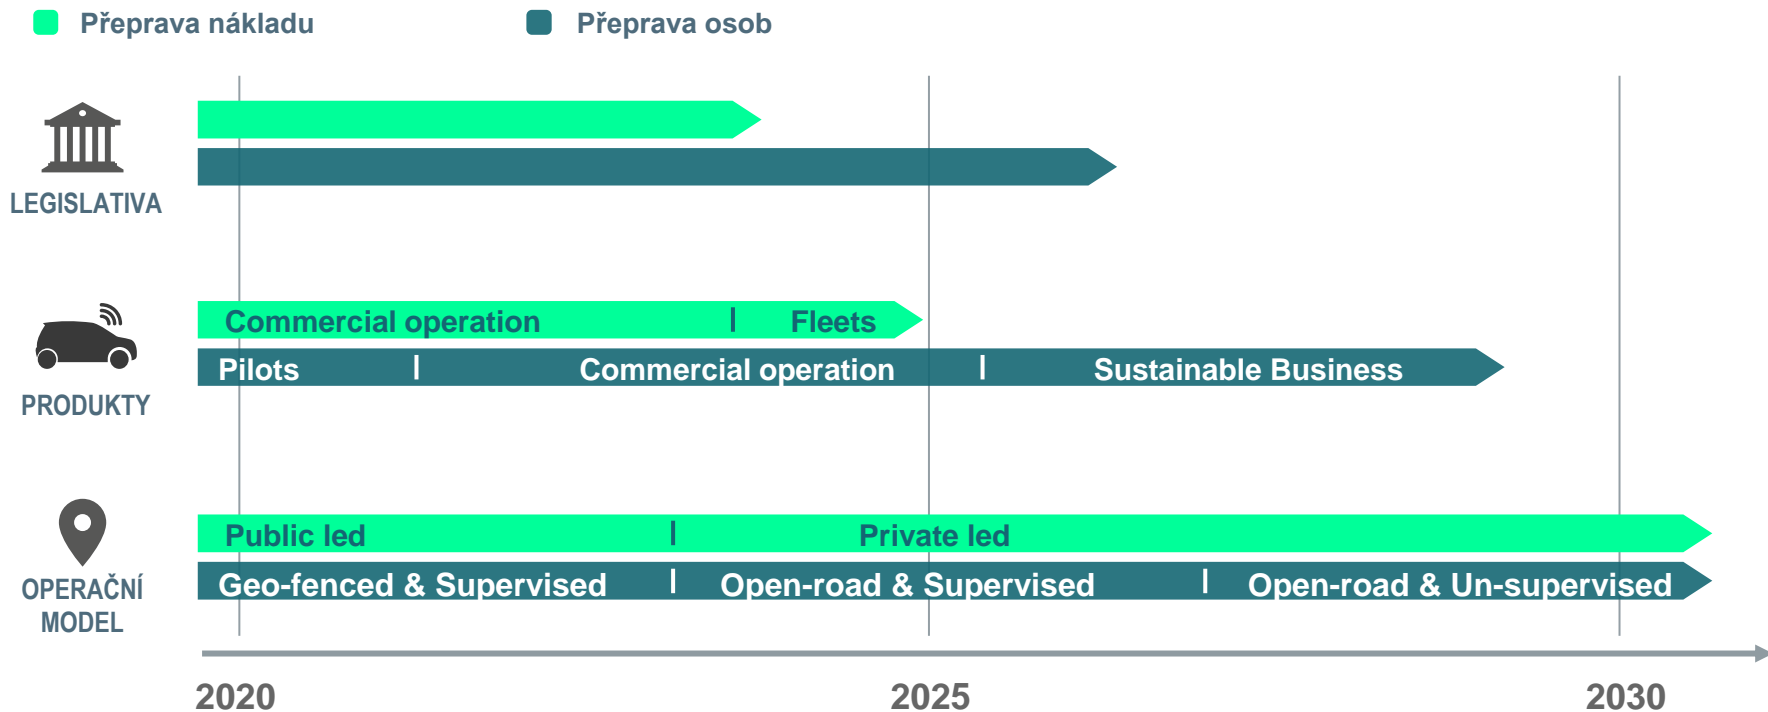 Přeprava nákladu
Přeprava osob
LEGISLATIVA
Commercial operation | Fleets
Pilots | Commercial operation | Sustainable Business
PRODUKTY
Public led | Private led
Geo-fenced & Supervised | Open-road & Supervised | Open-road & Un-supervised
OPERAČNÍ
MODEL
2020 2025 2030